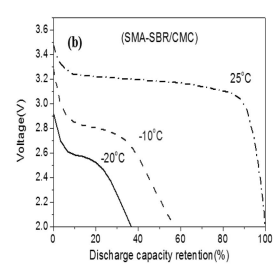 (b)
(SMA-SBR/CMC)
3.6
3.4
3.2
3.0
2.8
2.6
2.4
2.2
2.0
25°C
-10°C
-20°C
0 20 40 60 80 100
Voltage(V)
Discharge capacity retention(%)